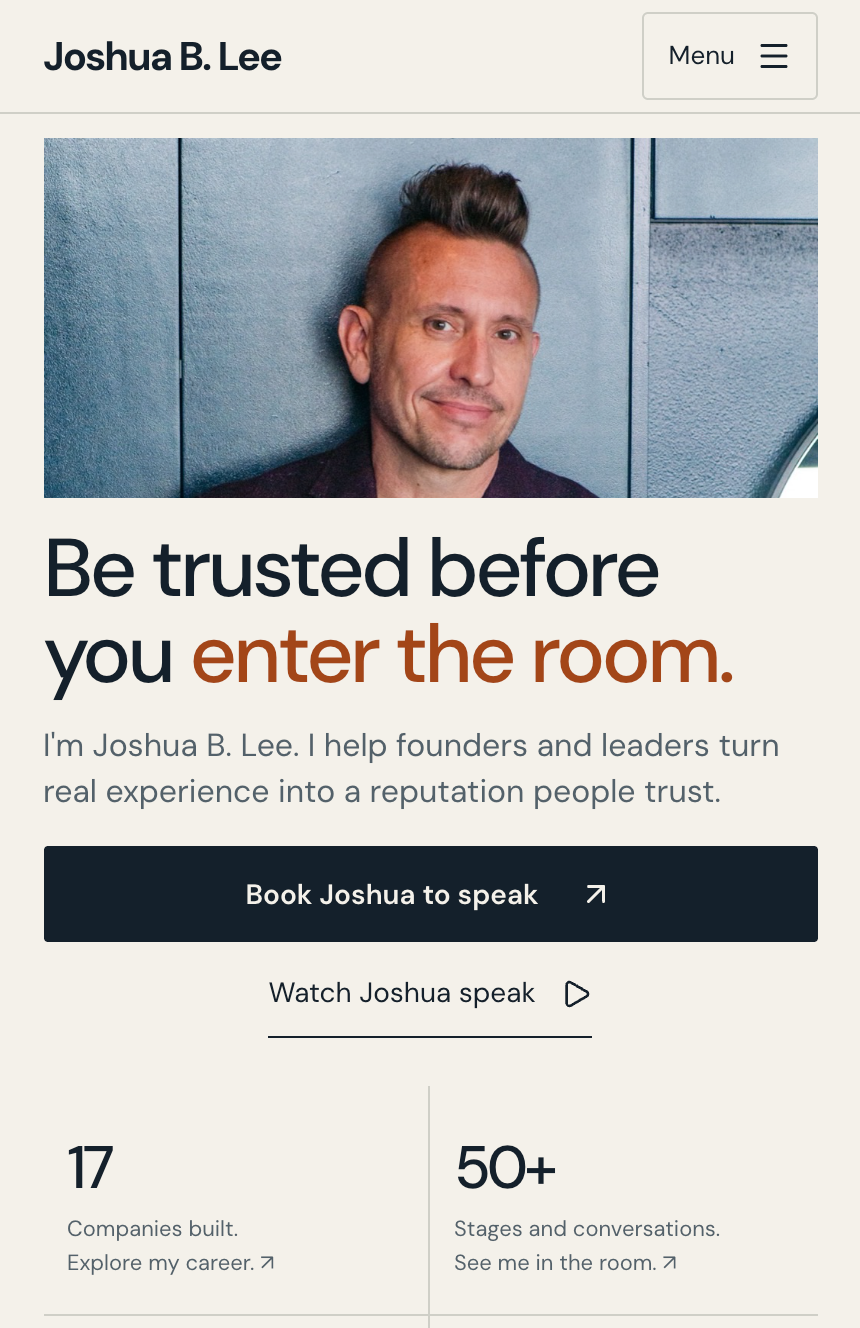 Joshua B. Lee
Menu
Be trusted before
you enter the room.
I'm Joshua B. Lee. I help founders and leaders turn
real experience into a reputation people trust.
Book Joshua to speak
Watch Joshua speak
17
Companies built.
Explore my career.
50+
Stages and conversations.
See me in the room.